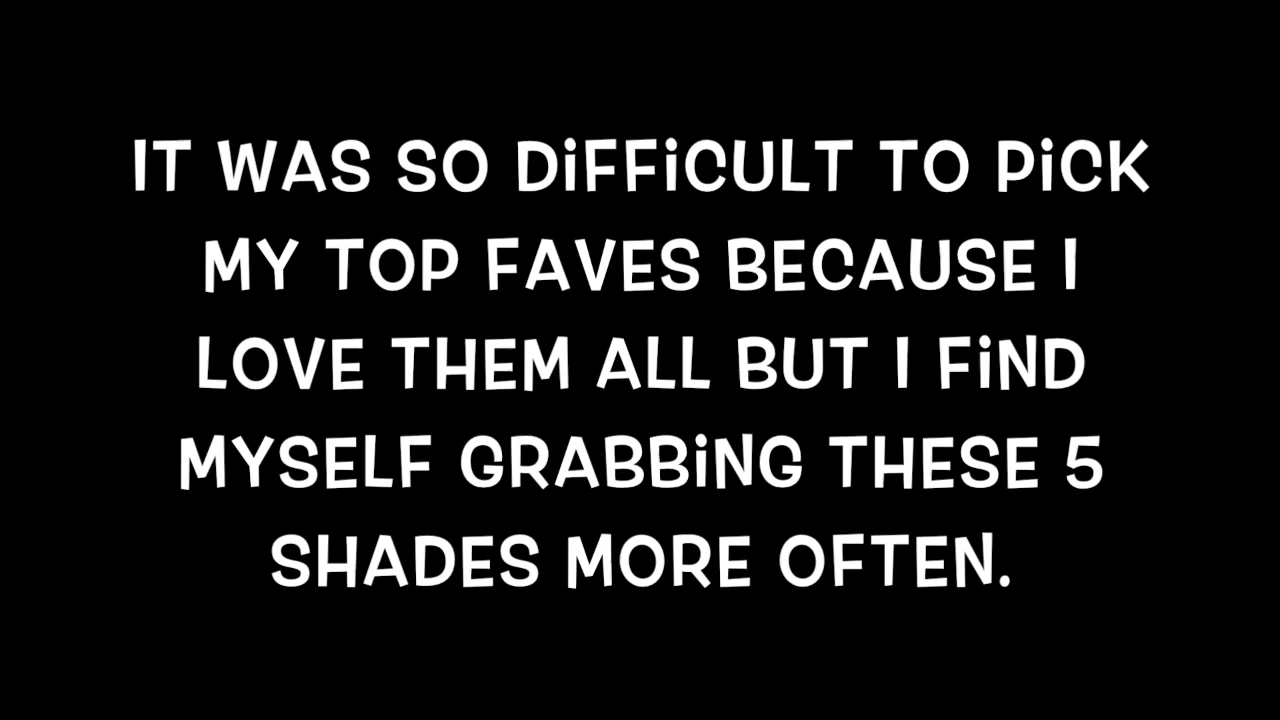 IT WAS SO DiFFiCULT TO PiCK
MY TOP FAVES BECAUSE I
LOVE THEM ALL BUT I FiND
MYSELF GRABBiNG THESE 5
SHADES MORE OFTEN.